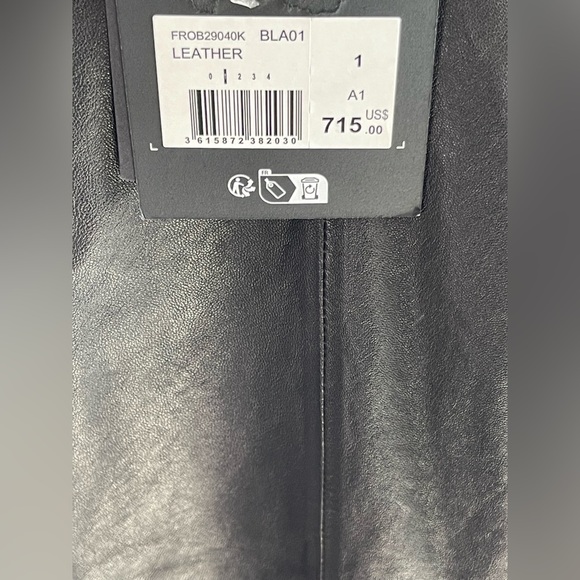 FROB29040K BLA01
LEATHER
0 1 2 3 4
1
A1
3 615872 382030
715 US$ .00
FR